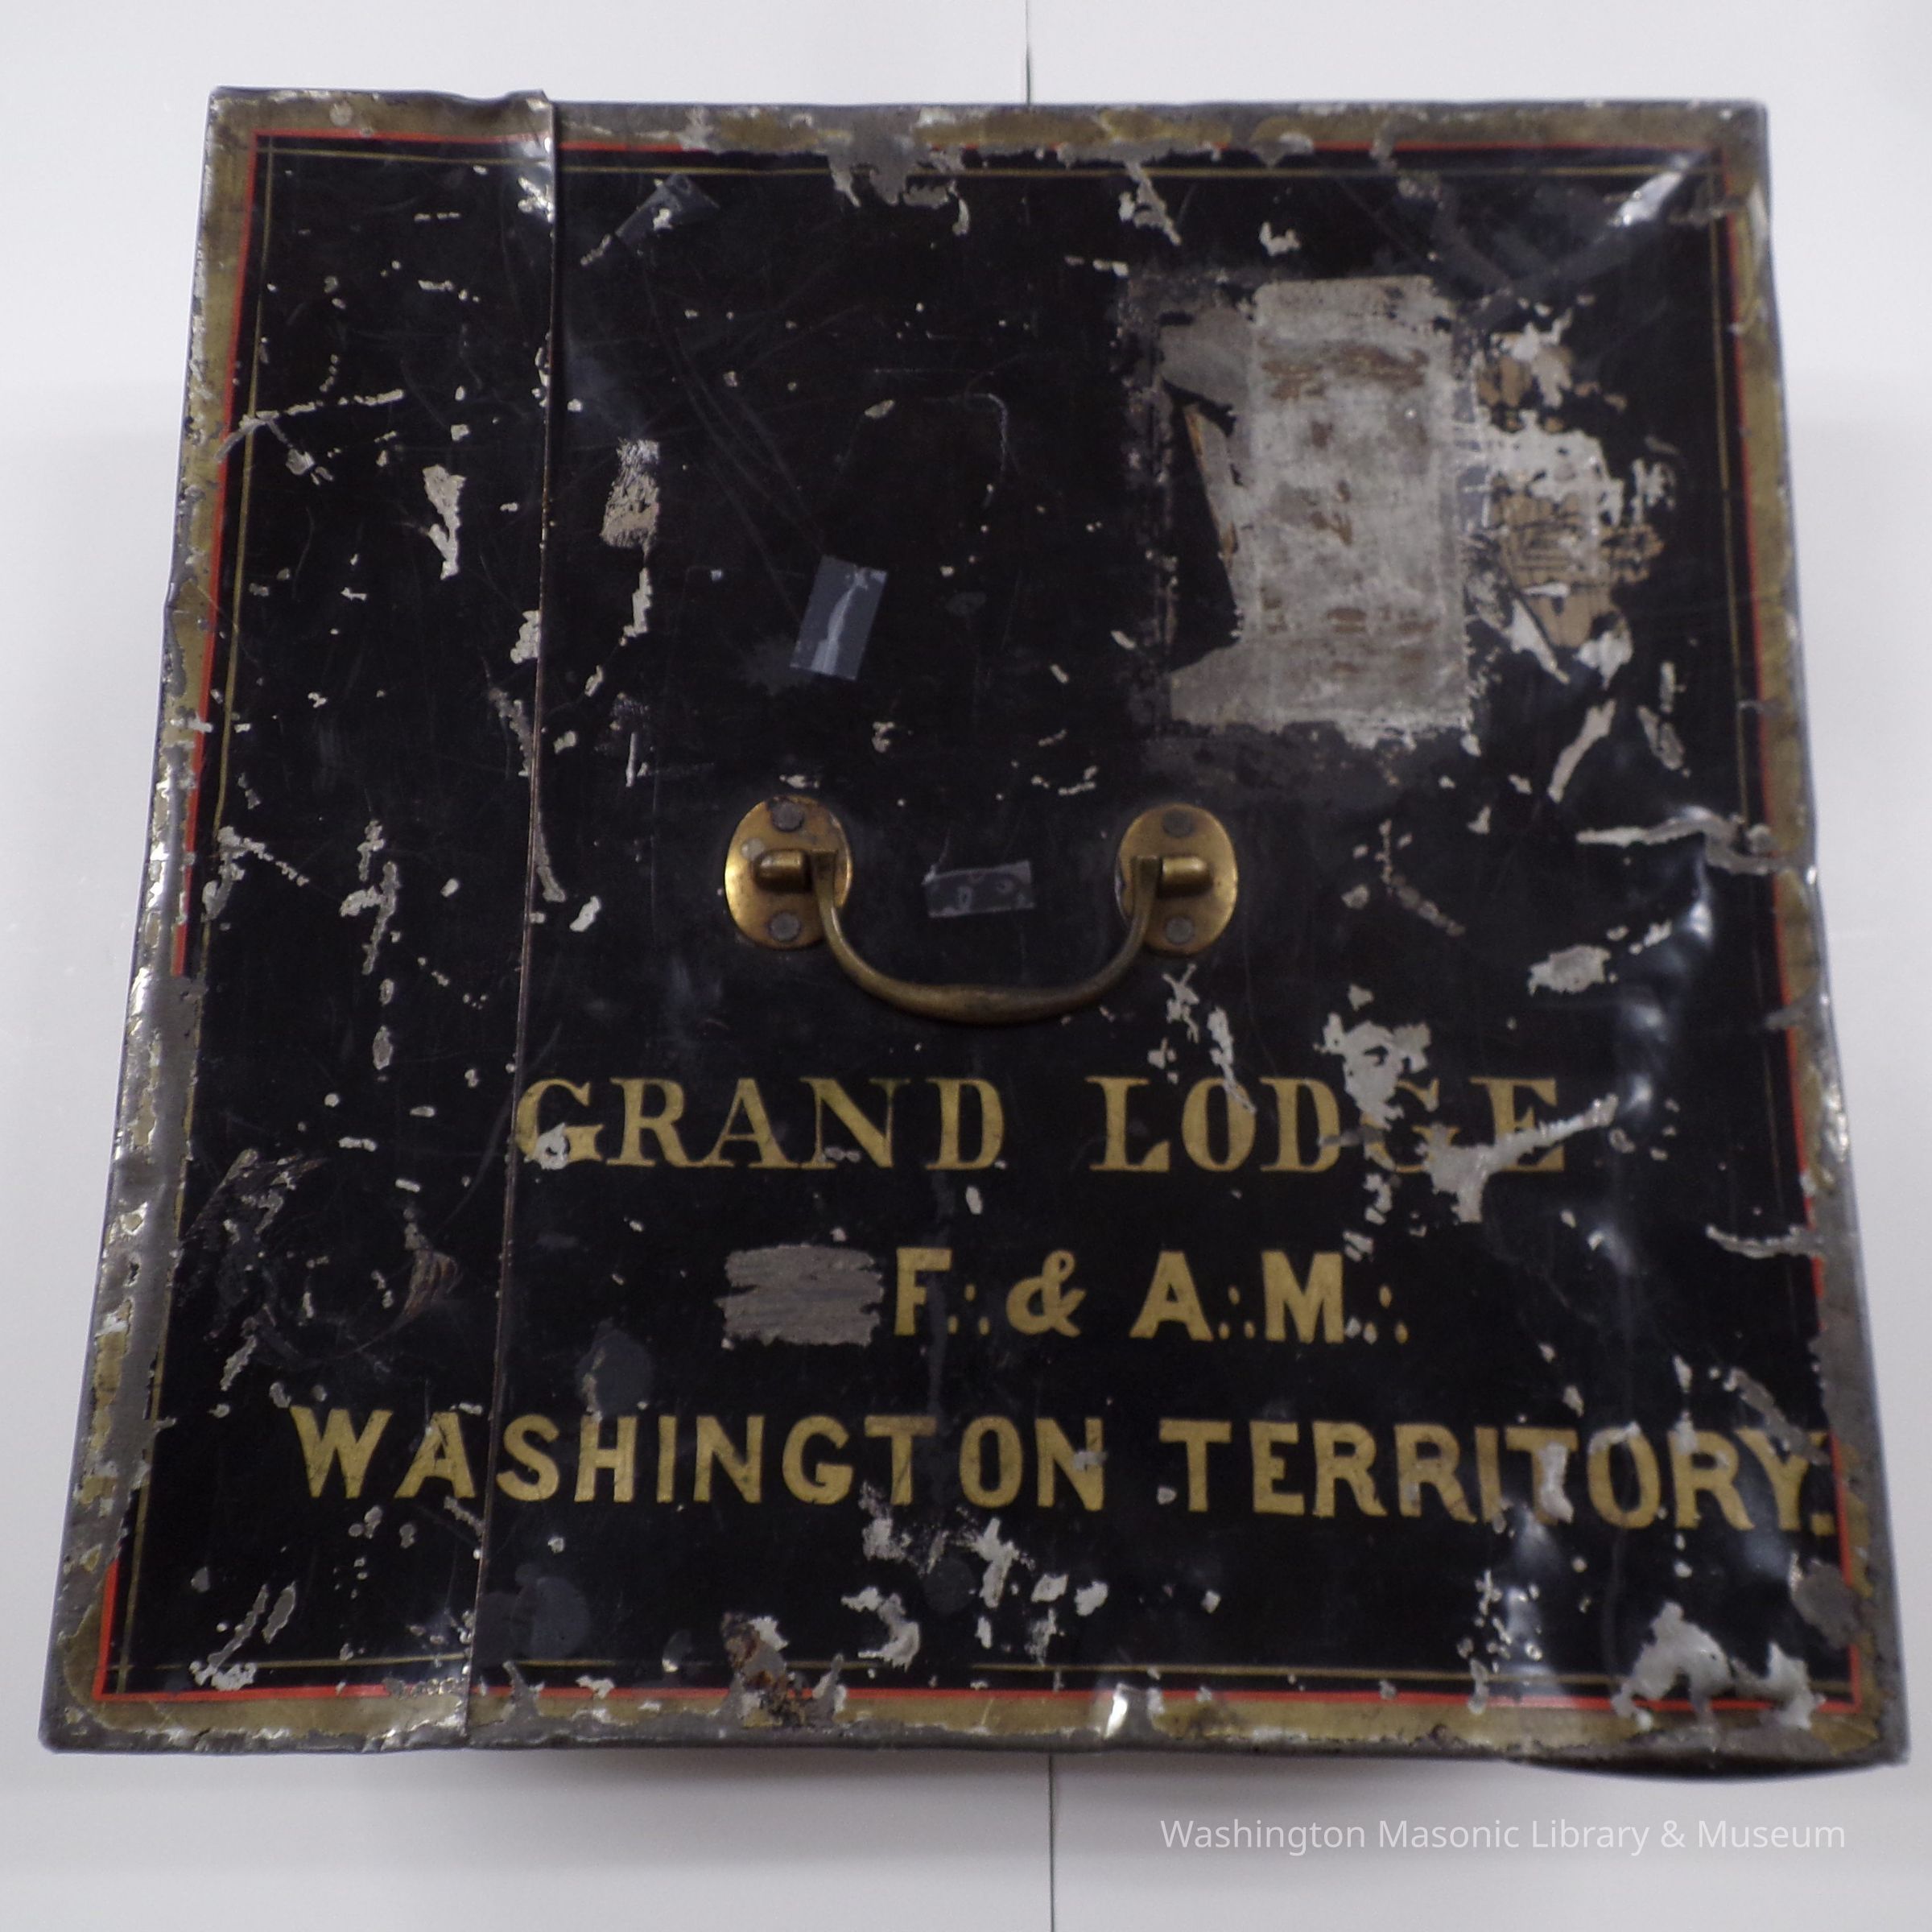 GRAND LODGE
F∴ & A∴M∴
WASHINGTON TERRITORY.
Washington Masonic Library & Museum